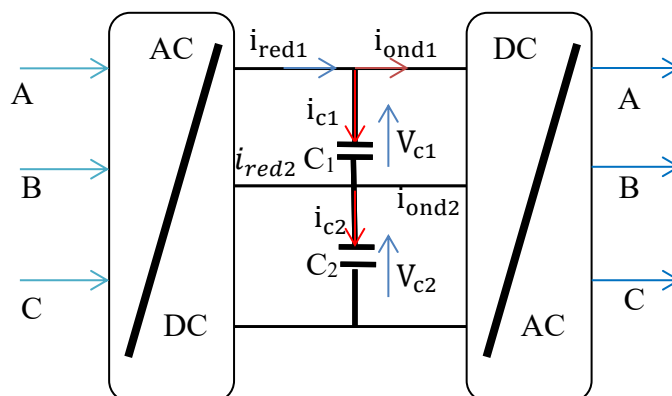 AC
i_red1
i_ond1
DC
A
A
i_c1
V_c1
C_1
B
i_red2
B
i_ond2
i_c2
C_2
V_c2
C
C
DC
AC